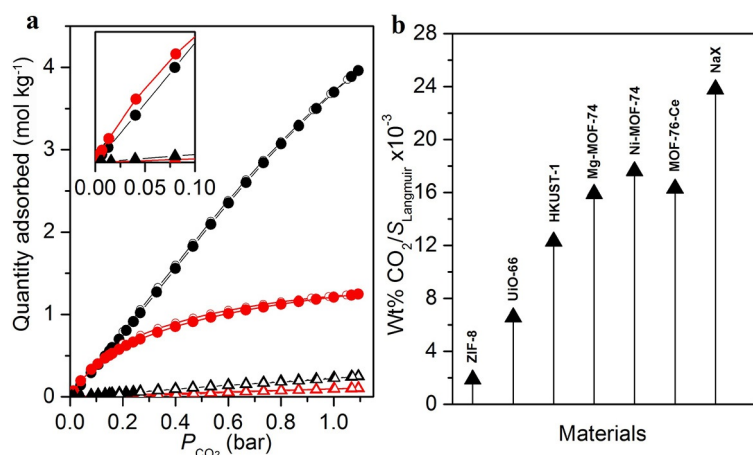 a
Quantity adsorbed (mol kg⁻¹)
4
3
2
1
0
0.00 0.05 0.10
0.0 0.2 0.4 0.6 0.8 1.0
P_CO₂ (bar)
b
Wt% CO₂/S_Langmuir x10⁻³
28
24
20
16
12
8
4
0
ZIF-8
UiO-66
HKUST-1
Mg-MOF-74
Ni-MOF-74
MOF-76-Ce
NaX
Materials